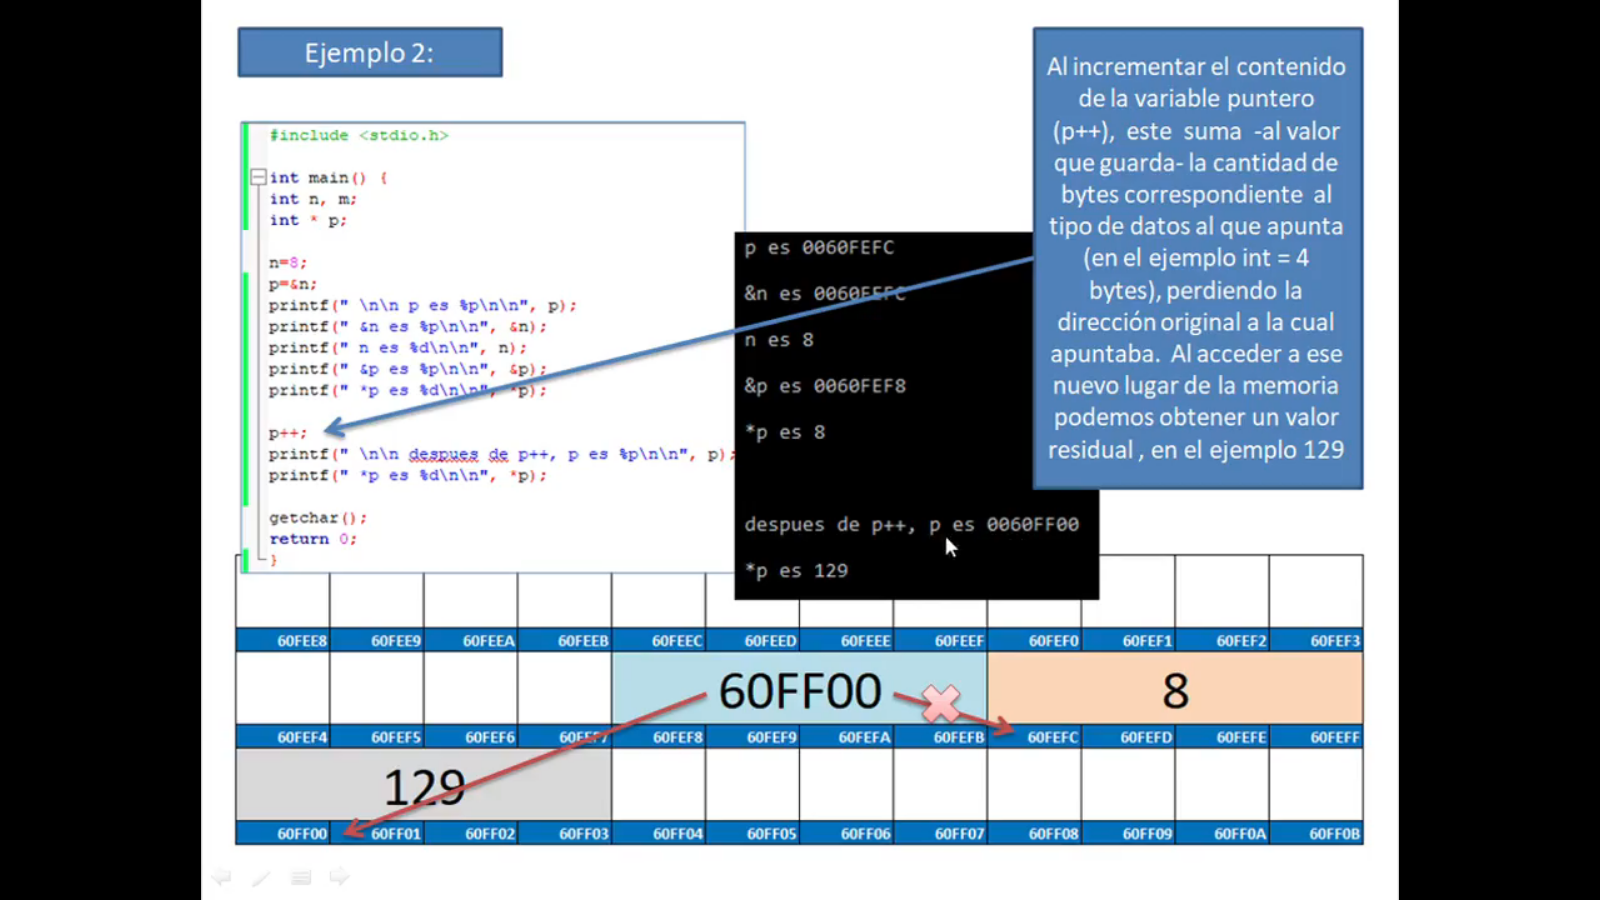 Ejemplo 2:
#include <stdio.h>
int main() {
int n, m;
int * p;
n=8;
p=&n;
printf(" \n\n p es %p\n\n", p);
printf(" &n es %p\n\n", &n);
printf(" n es %d\n\n", n);
printf(" &p es %p\n\n", &p);
printf(" *p es %d\n\n", *p);
p++;
printf(" \n\n despues de p++, p es %p\n\n", p);
printf(" *p es %d\n\n", *p);
getchar();
return 0;
}
p es 0060FEFC
&n es 0060FEFC
n es 8
&p es 0060FEF8
*p es 8
despues de p++, p es 0060FF00
*p es 129
Al incrementar el contenido
de la variable puntero
(p++), este suma -al valor
que guarda- la cantidad de
bytes correspondiente al
tipo de datos al que apunta
(en el ejemplo int = 4
bytes), perdiendo la
dirección original a la cual
apuntaba. Al acceder a ese
nuevo lugar de la memoria
podemos obtener un valor
residual , en el ejemplo 129
60FEE8 60FEE9 60FEEA 60FEEB 60FEEC 60FEED 60FEEE 60FEEF 60FEF0 60FEF1 60FEF2 60FEF3
60FF00 8
60FEF4 60FEF5 60FEF6 60FEF7 60FEF8 60FEF9 60FEFA 60FEFB 60FEFC 60FEFD 60FEFE 60FEFF
129
60FF00 60FF01 60FF02 60FF03 60FF04 60FF05 60FF06 60FF07 60FF08 60FF09 60FF0A 60FF0B